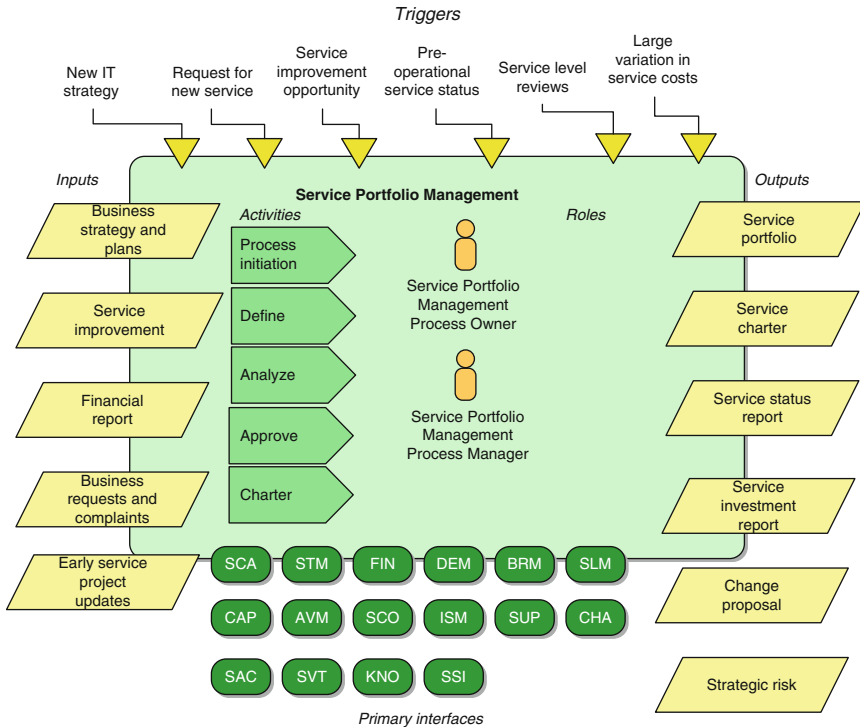 Triggers
New IT
strategy
Request for
new service
Service
improvement
opportunity
Pre-
operational
service status
Service level
reviews
Large
variation in
service costs
Inputs
Business
strategy and
plans
Service
improvement
Financial
report
Business
requests and
complaints
Early service
project
updates
Service Portfolio Management
Activities
Process
initiation
Define
Analyze
Approve
Charter
Roles
Service Portfolio
Management
Process Owner
Service Portfolio
Management
Process Manager
Outputs
Service
portfolio
Service
charter
Service status
report
Service
investment
report
Change
proposal
Strategic risk
SCA STM FIN DEM BRM SLM
CAP AVM SCO ISM SUP CHA
SAC SVT KNO SSI
Primary interfaces